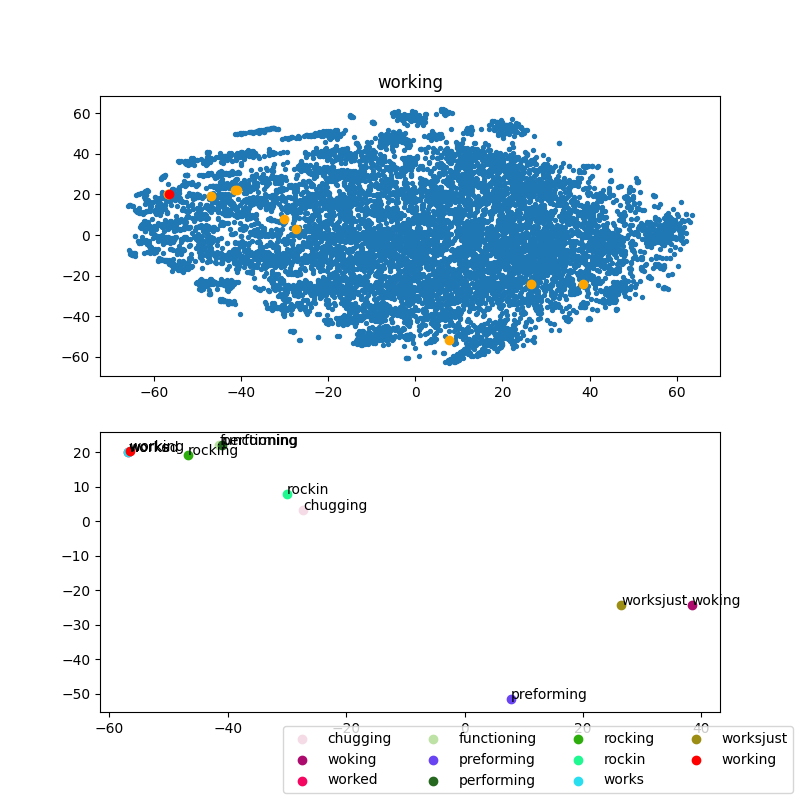 working
60
40
20
0
−20
−40
−60
−60 −40 −20 0 20 40 60
20
10
0
−10
−20
−30
−40
−50
working
rocking
rockin
chugging
worksjust woking
preforming
−60 −40 −20 0 20 40
chugging functioning rocking worksjust
woking preforming rockin working
worked performing works